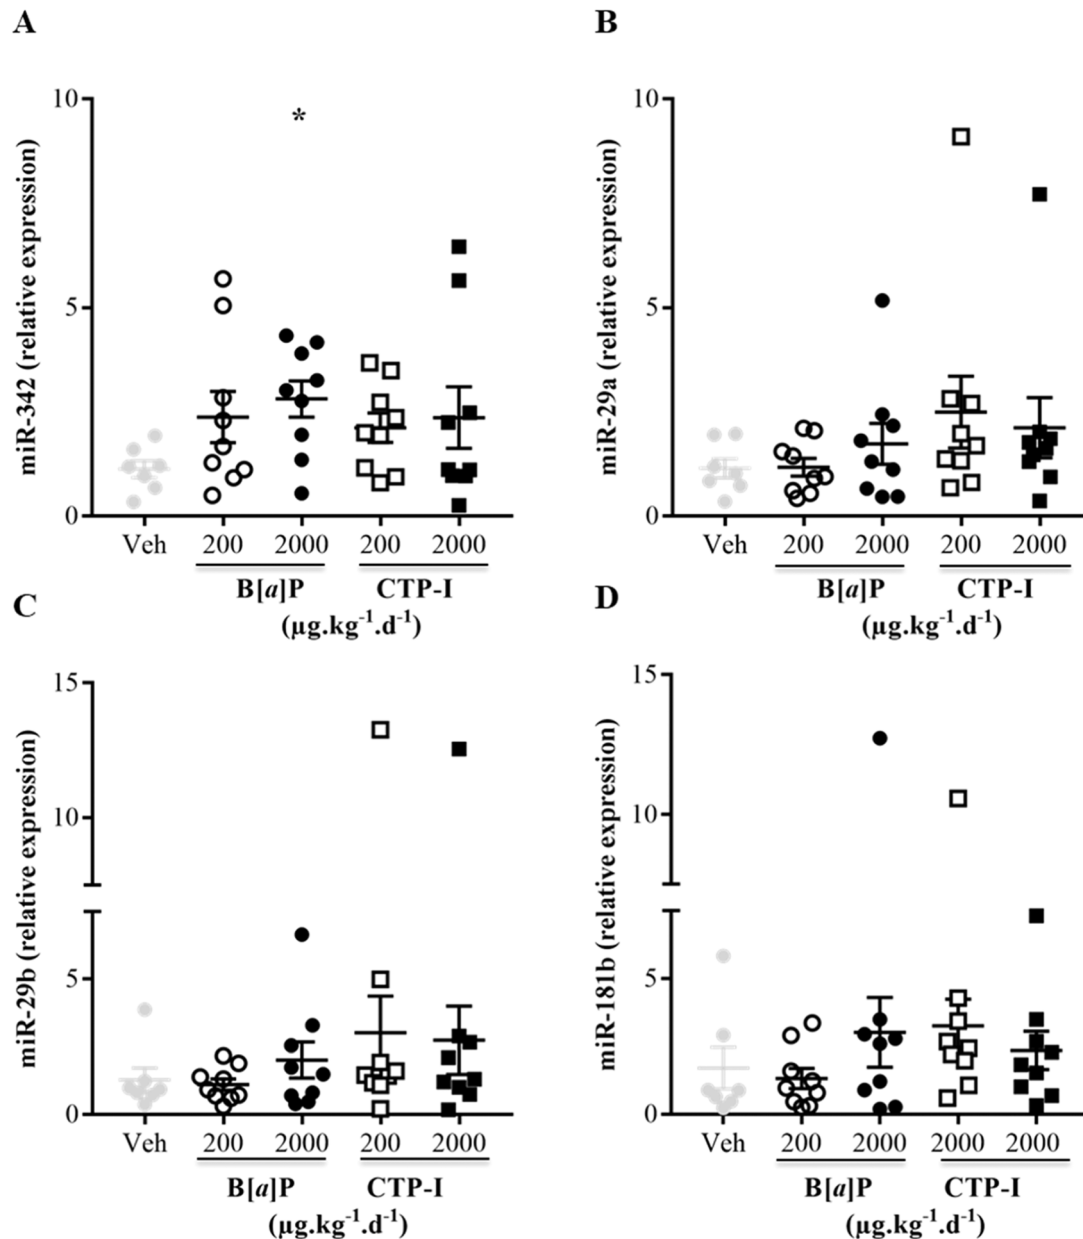 A
miR-342 (relative expression)
10
5
0
*
Veh 200 2000 200 2000
B[a]P CTP-I
(µg.kg⁻¹.d⁻¹)
B
miR-29a (relative expression)
10
5
0
Veh 200 2000 200 2000
B[a]P CTP-I
(µg.kg⁻¹.d⁻¹)
C
miR-29b (relative expression)
15
10
5
0
Veh 200 2000 200 2000
B[a]P CTP-I
(µg.kg⁻¹.d⁻¹)
D
miR-181b (relative expression)
15
10
5
0
Veh 200 2000 2000 2000
B[a]P CTP-I
(µg.kg⁻¹.d⁻¹)